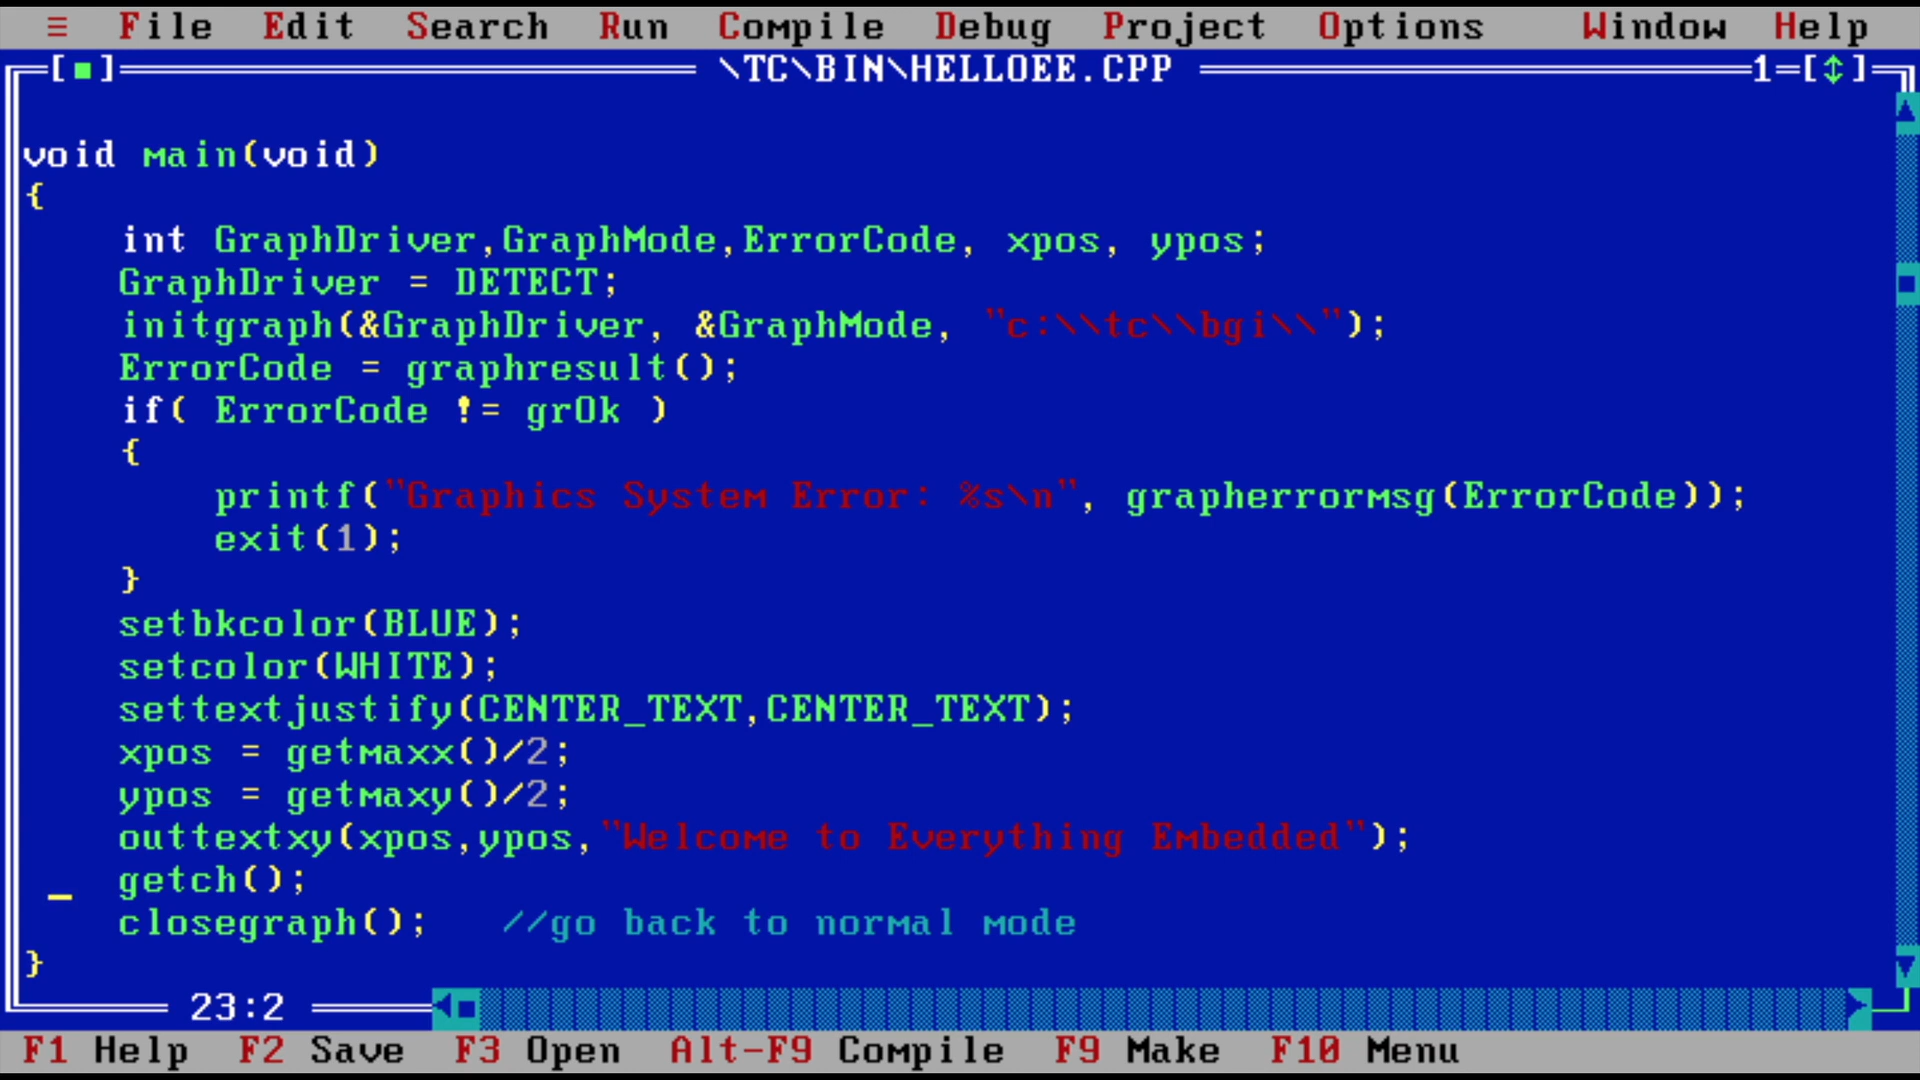 ≡ File Edit Search Run Compile Debug Project Options Window Help
[■] \TC\BIN\HELLOEE.CPP 1=[↕]
void main(void)
{
int GraphDriver,GraphMode,ErrorCode, xpos, ypos;
GraphDriver = DETECT;
initgraph(&GraphDriver, &GraphMode, "c:\\tc\\bgi\\");
ErrorCode = graphresult();
if( ErrorCode != grOk )
{
printf("Graphics System Error: %s\n", grapherrormsg(ErrorCode));
exit(1);
}
setbkcolor(BLUE);
setcolor(WHITE);
settextjustify(CENTER_TEXT,CENTER_TEXT);
xpos = getmaxx()/2;
ypos = getmaxy()/2;
outtextxy(xpos,ypos,"Welcome to Everything Embedded");
getch();
closegraph(); //go back to normal mode
}
23:2
F1 Help F2 Save F3 Open Alt-F9 Compile F9 Make F10 Menu